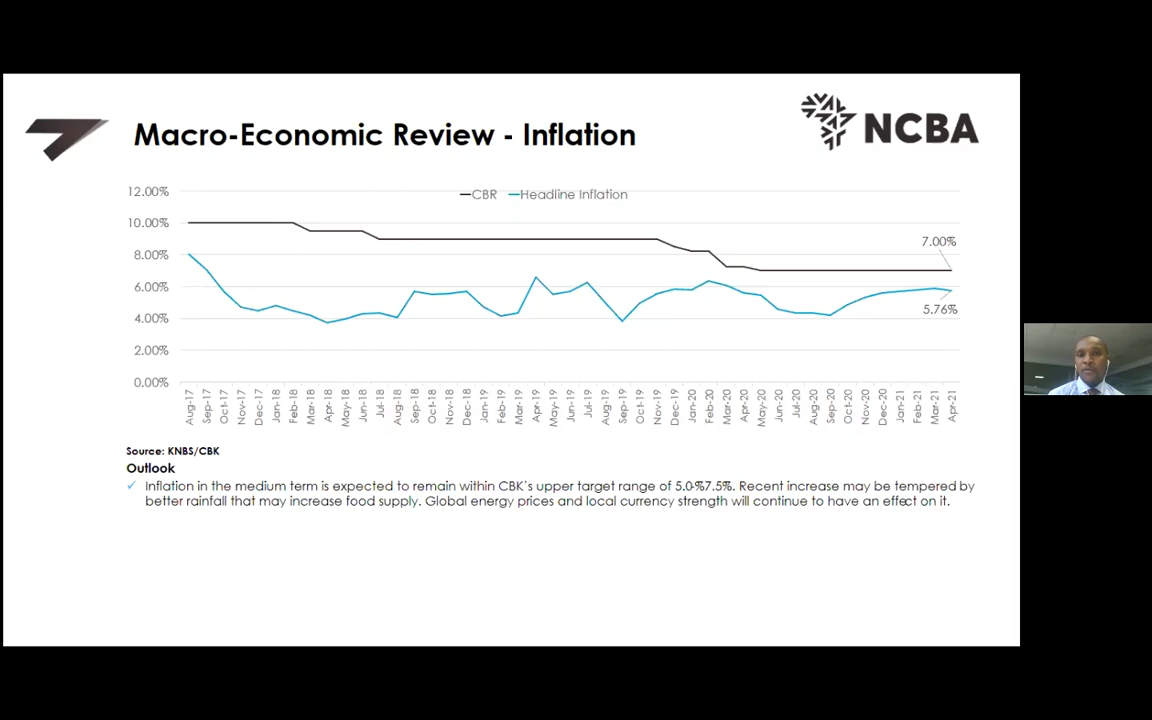 Macro-Economic Review - Inflation
NCBA
CBR Headline Inflation
12.00%
10.00%
8.00%
6.00%
4.00%
2.00%
0.00%
7.00%
5.76%
Aug-17 Sep-17 Oct-17 Nov-17 Dec-17 Jan-18 Feb-18 Mar-18 Apr-18 May-18 Jun-18 Jul-18 Aug-18 Sep-18 Oct-18 Nov-18 Dec-18 Jan-19 Feb-19 Mar-19 Apr-19 May-19 Jun-19 Jul-19 Aug-19 Sep-19 Oct-19 Nov-19 Dec-19 Jan-20 Feb-20 Mar-20 Apr-20 May-20 Jun-20 Jul-20 Aug-20 Sep-20 Oct-20 Nov-20 Dec-20 Jan-21 Feb-21 Mar-21 Apr-21
Source: KNBS/CBK
Outlook
Inflation in the medium term is expected to remain within CBK's upper target range of 5.0-%7.5%. Recent increase may be tempered by
better rainfall that may increase food supply. Global energy prices and local currency strength will continue to have an effect on it.